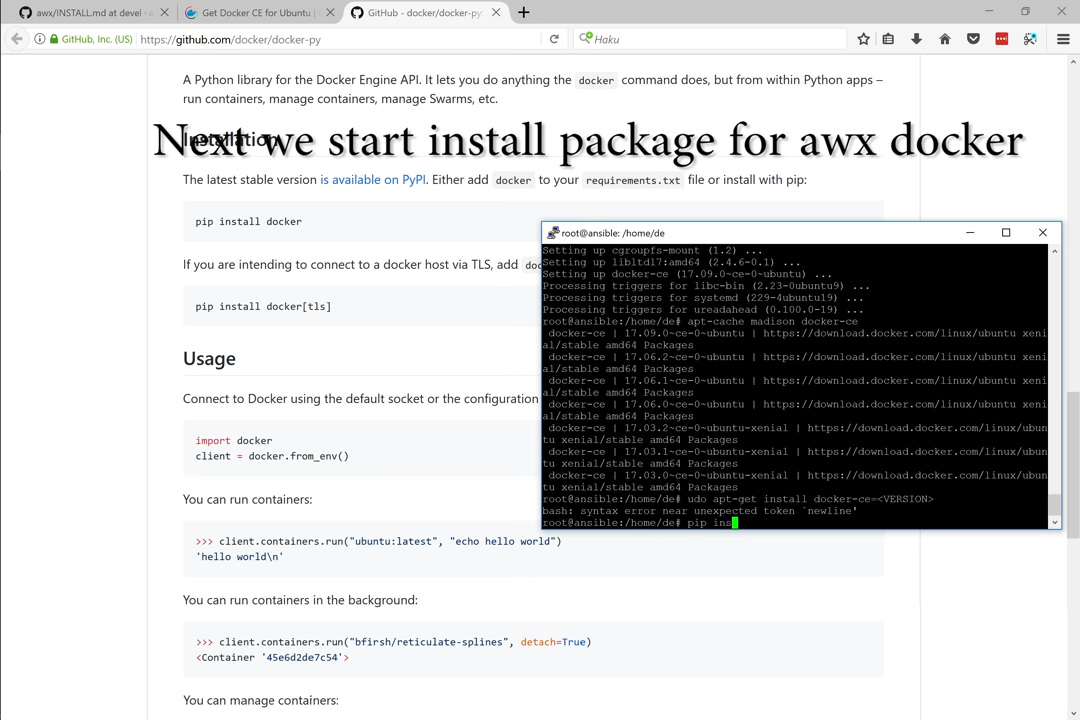 awx/INSTALL.md at devel · a
Get Docker CE for Ubuntu |
GitHub - docker/docker-py:
GitHub, Inc. (US)
https://github.com/docker/docker-py
Haku
A Python library for the Docker Engine API. It lets you do anything the docker command does, but from within Python apps –
run containers, manage containers, manage Swarms, etc.
Installation
Next we start install package for awx docker
The latest stable version is available on PyPI. Either add docker to your requirements.txt file or install with pip:
pip install docker
If you are intending to connect to a docker host via TLS, add doc
pip install docker[tls]
Usage
Connect to Docker using the default socket or the configuration
import docker
client = docker.from_env()
You can run containers:
>>> client.containers.run("ubuntu:latest", "echo hello world")
'hello world\n'
You can run containers in the background:
>>> client.containers.run("bfirsh/reticulate-splines", detach=True)
<Container '45e6d2de7c54'>
You can manage containers:
root@ansible: /home/de
Setting up cgroupfs-mount (1.2) ...
Setting up libltdl7:amd64 (2.4.6-0.1) ...
Setting up docker-ce (17.09.0~ce-0~ubuntu) ...
Processing triggers for libc-bin (2.23-0ubuntu9) ...
Processing triggers for systemd (229-4ubuntu19) ...
Processing triggers for ureadahead (0.100.0-19) ...
root@ansible:/home/de# apt-cache madison docker-ce
docker-ce | 17.09.0~ce-0~ubuntu | https://download.docker.com/linux/ubuntu xeni
al/stable amd64 Packages
docker-ce | 17.06.2~ce-0~ubuntu | https://download.docker.com/linux/ubuntu xeni
al/stable amd64 Packages
docker-ce | 17.06.1~ce-0~ubuntu | https://download.docker.com/linux/ubuntu xeni
al/stable amd64 Packages
docker-ce | 17.06.0~ce-0~ubuntu | https://download.docker.com/linux/ubuntu xeni
al/stable amd64 Packages
docker-ce | 17.03.2~ce-0~ubuntu-xenial | https://download.docker.com/linux/ubun
tu xenial/stable amd64 Packages
docker-ce | 17.03.1~ce-0~ubuntu-xenial | https://download.docker.com/linux/ubun
tu xenial/stable amd64 Packages
docker-ce | 17.03.0~ce-0~ubuntu-xenial | https://download.docker.com/linux/ubun
tu xenial/stable amd64 Packages
root@ansible:/home/de# udo apt-get install docker-ce=<VERSION>
bash: syntax error near unexpected token `newline'
root@ansible:/home/de# pip ins